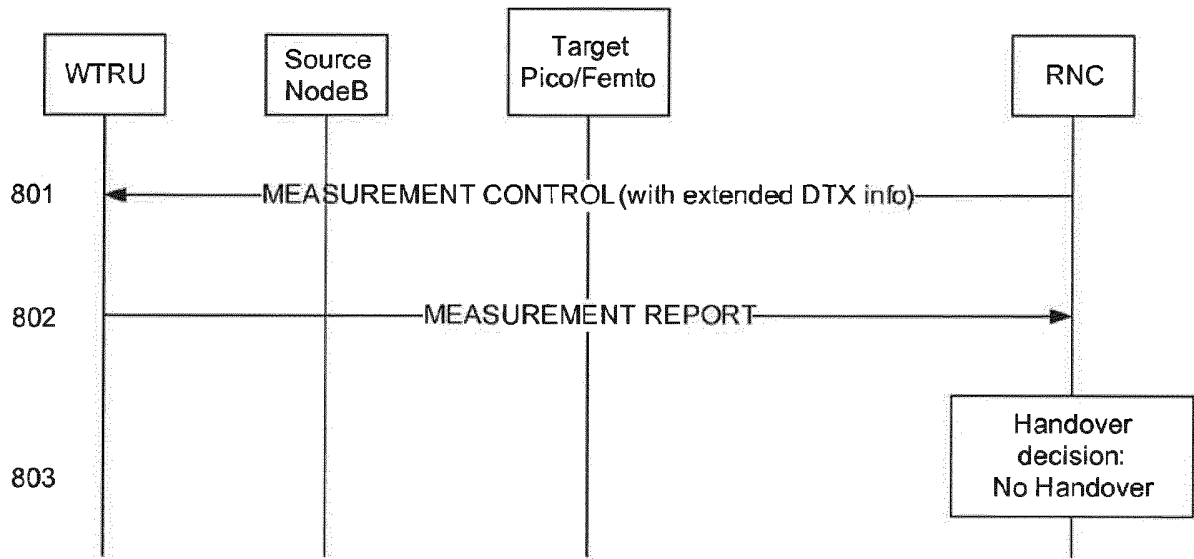 WTRU
Source
NodeB
Target
Pico/Femto
RNC
801
MEASUREMENT CONTROL(with extended DTX info)
802
MEASUREMENT REPORT
803
Handover
decision:
No Handover